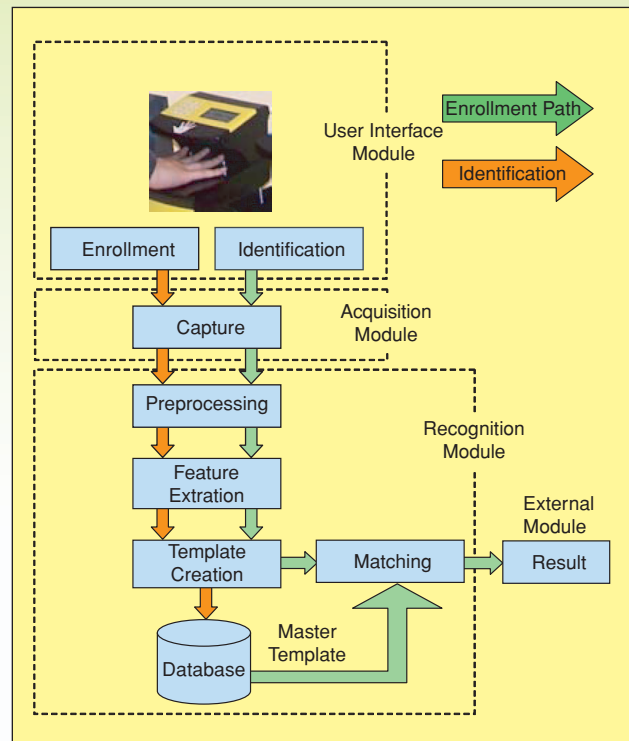 User Interface
Module
Enrollment Path
Identification
Enrollment
Identification
Capture
Acquisition
Module
Preprocessing
Recognition
Module
Feature
Extration
External
Module
Template
Creation
Matching
Result
Master
Template
Database